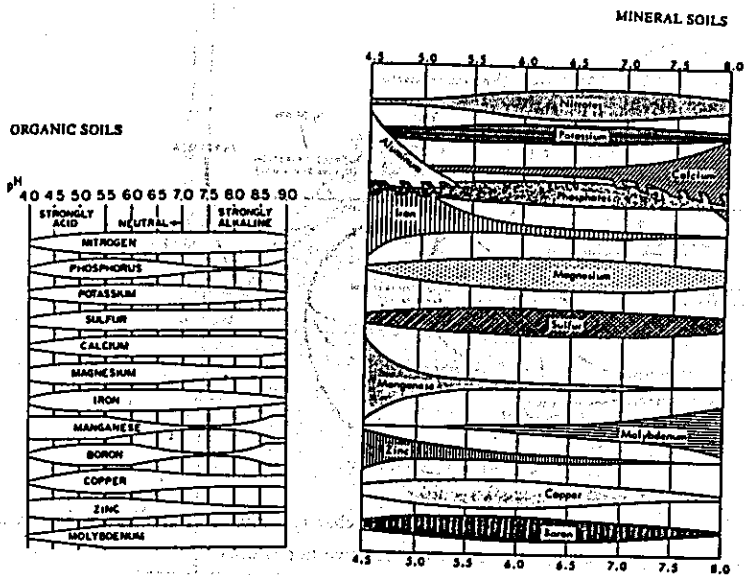 MINERAL SOILS
4.5 5.0 6.0 6.5 7.0 7.5 8.0
Nitrates
Potassium
Aluminum
Calcium
Phosphates
Iron
Magnesium
Sulfur
Manganese
Molybdenum
Zinc
Copper
Boron
4.5 5.0 5.5 6.0 6.5 7.0 7.5 8.0
ORGANIC SOILS
pH
4.0 4.5 5.0 5.5 6.0 6.5 7.0 7.5 8.0 8.5 9.0
STRONGLY ACID NEUTRAL STRONGLY ALKALINE
NITROGEN
PHOSPHORUS
POTASSIUM
SULFUR
CALCIUM
MAGNESIUM
IRON
MANGANESE
BORON
COPPER
ZINC
MOLYBDENUM